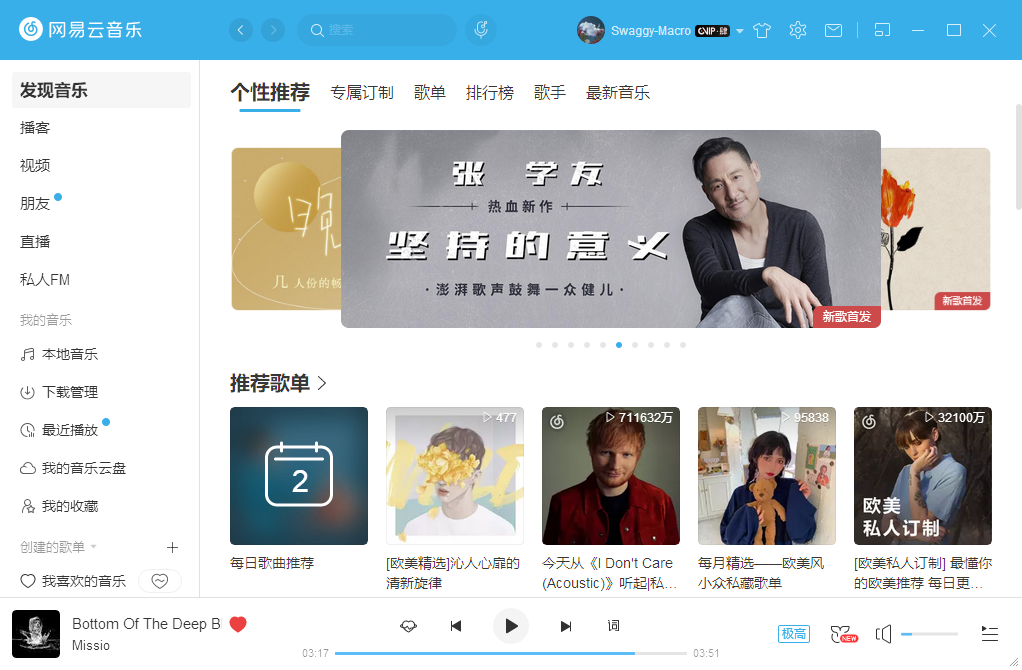 网易云音乐
搜索
Swaggy-Macro
CVIP·肆
发现音乐
播客
视频
朋友
直播
私人FM
我的音乐
本地音乐
下载管理
最近播放
我的音乐云盘
我的收藏
创建的歌单
我喜欢的音乐
个性推荐 专属订制 歌单 排行榜 歌手 最新音乐
晚
几人份的
张学友
热血新作
坚持的意义
·澎湃歌声鼓舞一众健儿·
新歌首发
新歌首发
推荐歌单
2
每日歌曲推荐
477
[欧美精选]沁人心扉的
清新旋律
711632万
今天从《I Don't Care
(Acoustic)》听起|私...
95838
每月精选——欧美风
小众私藏歌单
32100万
欧美
私人订制
[欧美私人订制] 最懂你
的欧美推荐 每日更...
Bottom Of The Deep B
Missio
词
03:17
03:51
极高
NEW